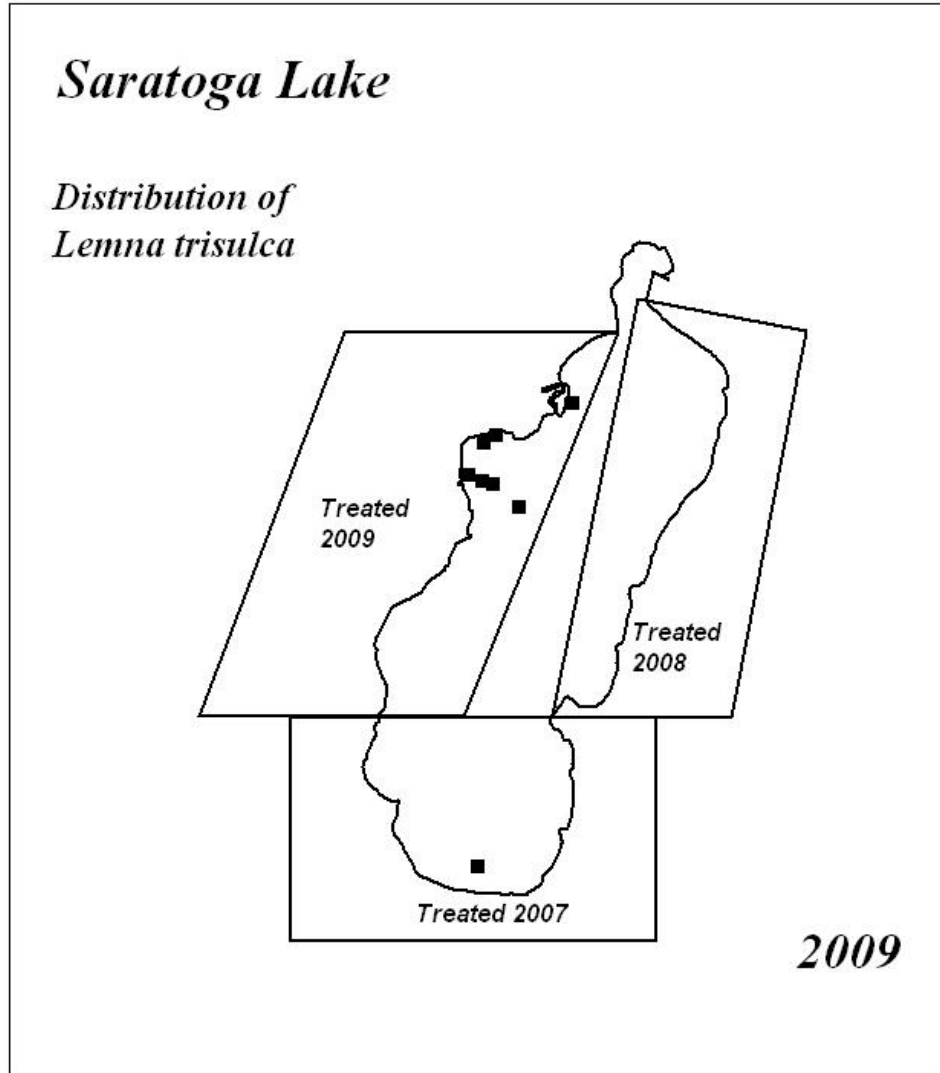 Saratoga Lake
Distribution of
Lemna trisulca
Treated
2009
Treated
2008
Treated 2007
2009